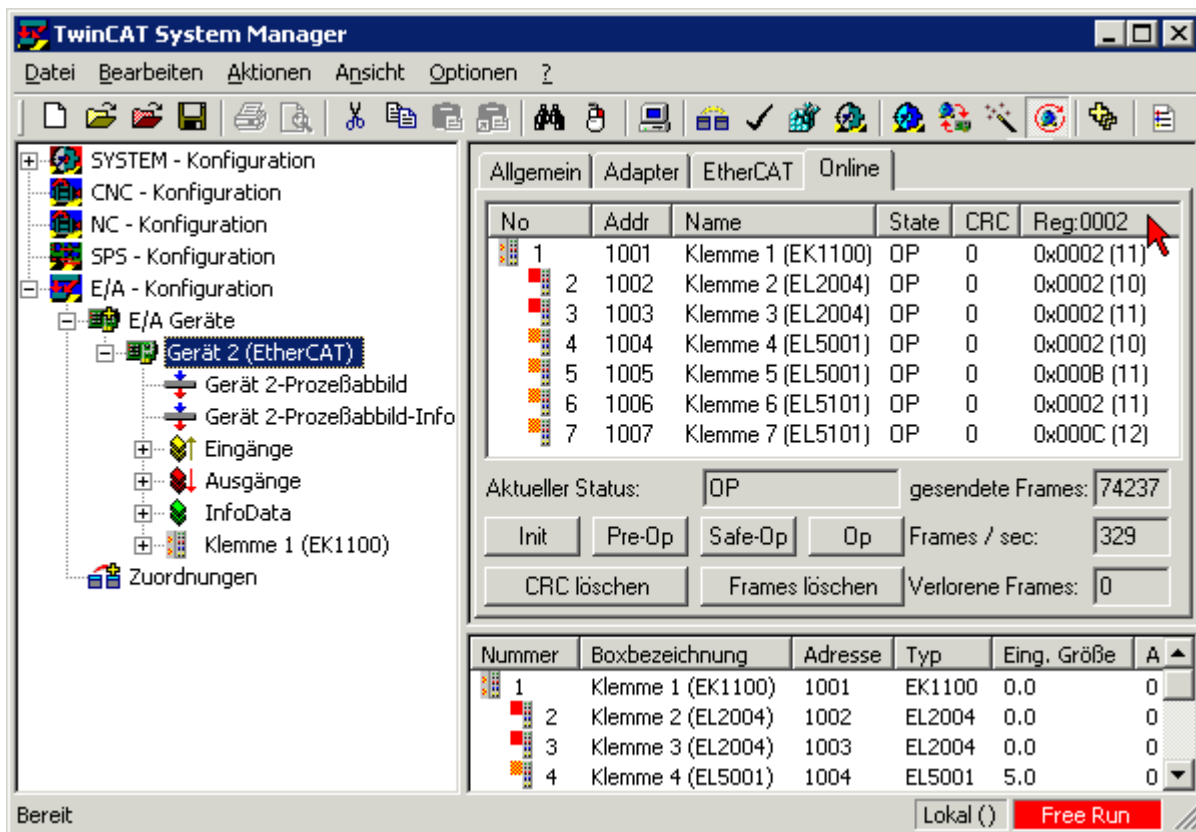 TwinCAT System Manager
Datei Bearbeiten Aktionen Ansicht Optionen ?
SYSTEM - Konfiguration
CNC - Konfiguration
NC - Konfiguration
SPS - Konfiguration
E/A - Konfiguration
E/A Geräte
Gerät 2 (EtherCAT)
Gerät 2-Prozeßabbild
Gerät 2-Prozeßabbild-Info
Eingänge
Ausgänge
InfoData
Klemme 1 (EK1100)
Zuordnungen
Allgemein Adapter EtherCAT Online
No Addr Name State CRC Reg:0002
1 1001 Klemme 1 (EK1100) OP 0 0x0002 (11)
2 1002 Klemme 2 (EL2004) OP 0 0x0002 (10)
3 1003 Klemme 3 (EL2004) OP 0 0x0002 (11)
4 1004 Klemme 4 (EL5001) OP 0 0x0002 (10)
5 1005 Klemme 5 (EL5001) OP 0 0x000B (11)
6 1006 Klemme 6 (EL5101) OP 0 0x0002 (11)
7 1007 Klemme 7 (EL5101) OP 0 0x000C (12)
Aktueller Status: OP gesendete Frames: 74237
Init Pre-Op Safe-Op Op Frames / sec: 329
CRC löschen Frames löschen Verlorene Frames: 0
Nummer Boxbezeichnung Adresse Typ Eing. Größe A
1 Klemme 1 (EK1100) 1001 EK1100 0.0 0
2 Klemme 2 (EL2004) 1002 EL2004 0.0 0
3 Klemme 3 (EL2004) 1003 EL2004 0.0 0
4 Klemme 4 (EL5001) 1004 EL5001 5.0 0
Bereit Lokal () Free Run